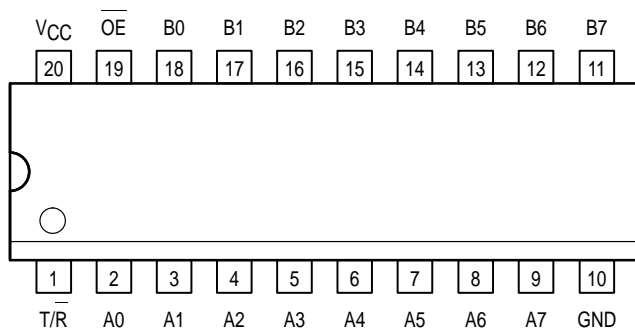 VCC O̅E̅ B0 B1 B2 B3 B4 B5 B6 B7
20 19 18 17 16 15 14 13 12 11
1 2 3 4 5 6 7 8 9 10
T/R̅ A0 A1 A2 A3 A4 A5 A6 A7 GND